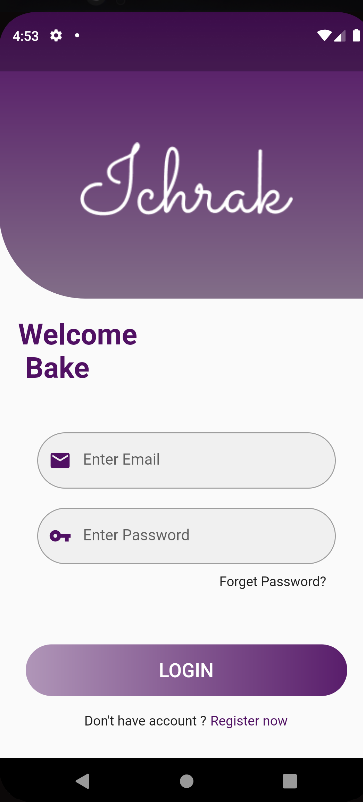 4:53
Ichrak
Welcome
Bake
Enter Email
Enter Password
Forget Password?
LOGIN
Don't have account ? Register now